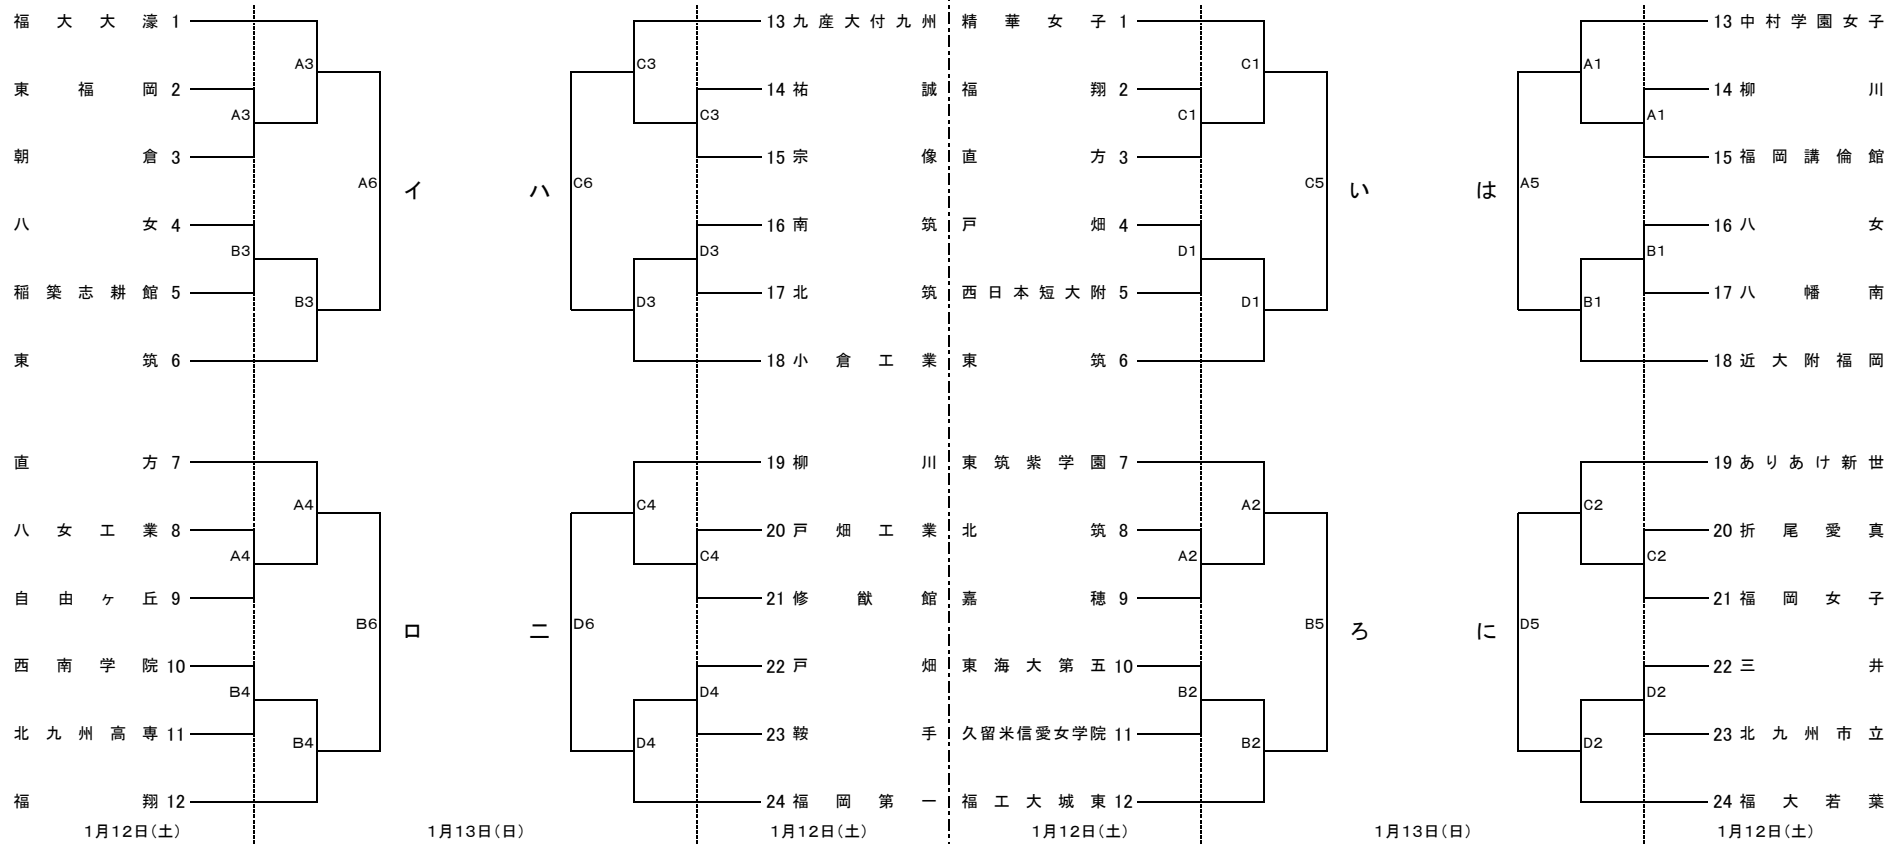 福大大濠 1
A3
東福岡 2
A3
朝倉 3
A6
イ
八女 4
B3
稲築志耕館 5
B3
東筑 6
直方 7
A4
八女工業 8
A4
自由ヶ丘 9
B6
ロ
西南学院 10
B4
北九州高専 11
B4
福翔 12
1月12日(土)
1月13日(日)
13 九産大付九州
C3
14 祐誠
C3
15 宗像
C6
ハ
16 南筑
D3
17 北筑
D3
18 小倉工業
19 柳川
C4
20 戸畑工業
C4
21 修猷館
D6
ニ
22 戸畑
D4
23 鞍手
D4
24 福岡第一
1月12日(土)
精華女子 1
C1
福翔 2
C1
直方 3
C5
い
戸畑 4
D1
西日本短大附 5
D1
東筑 6
東筑紫学園 7
A2
北筑 8
A2
嘉穂 9
B5
ろ
東海大第五 10
B2
久留米信愛女学院 11
B2
福工大城東 12
1月12日(土)
1月13日(日)
13 中村学園女子
A1
14 柳川
A1
15 福岡講倫館
A5
は
16 八女
B1
17 八幡南
B1
18 近大附福岡
19 ありあけ新世
C2
20 折尾愛真
C2
21 福岡女子
D5
に
22 三井
D2
23 北九州市立
D2
24 福大若葉
1月12日(土)